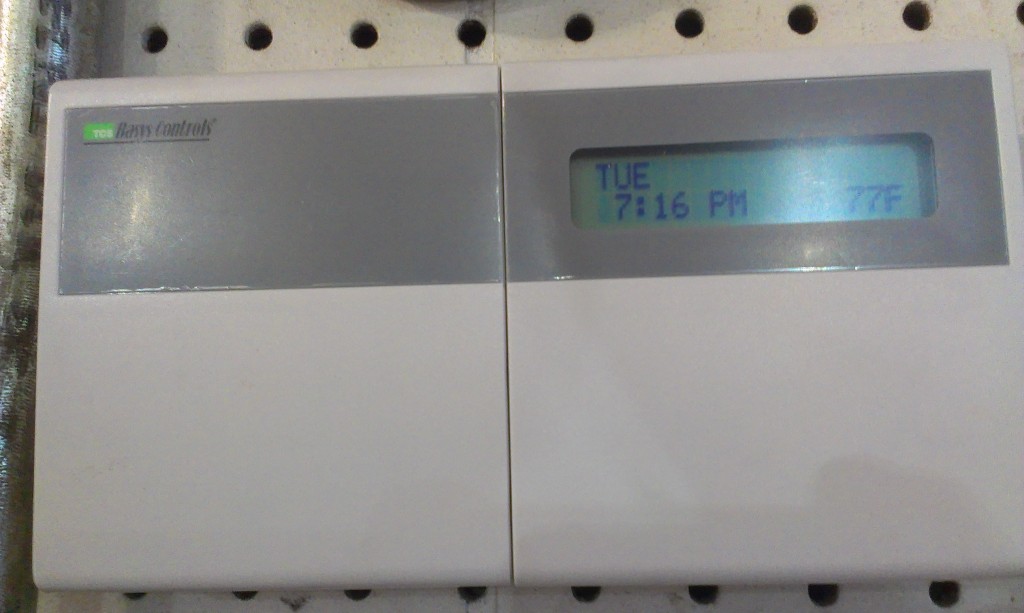 TCS Basys Controls
TUE
7:16 PM 77F